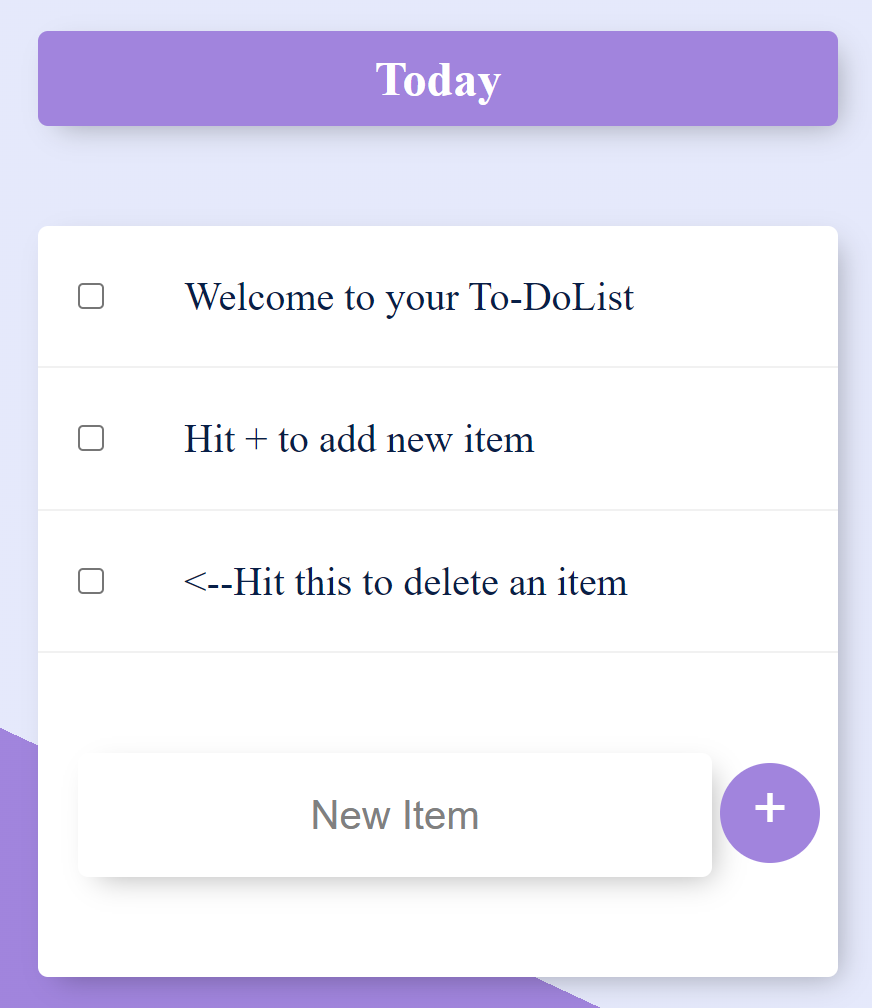 Today
Welcome to your To-DoList
Hit + to add new item
<--Hit this to delete an item
New Item
+